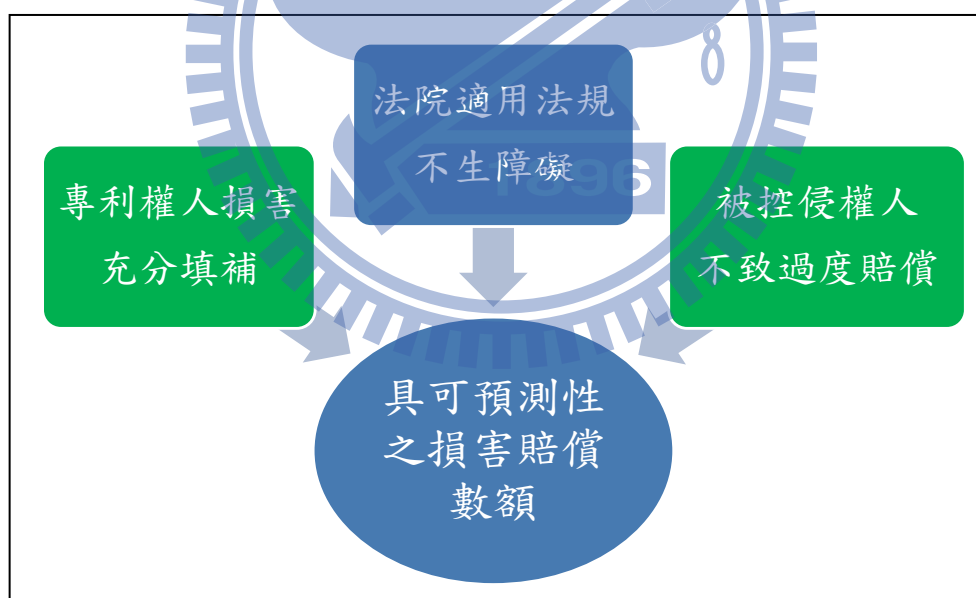 法院適用法規
不生障礙
專利權人損害
充分填補
被控侵權人
不致過度賠償
具可預測性
之損害賠償
數額
1896
8